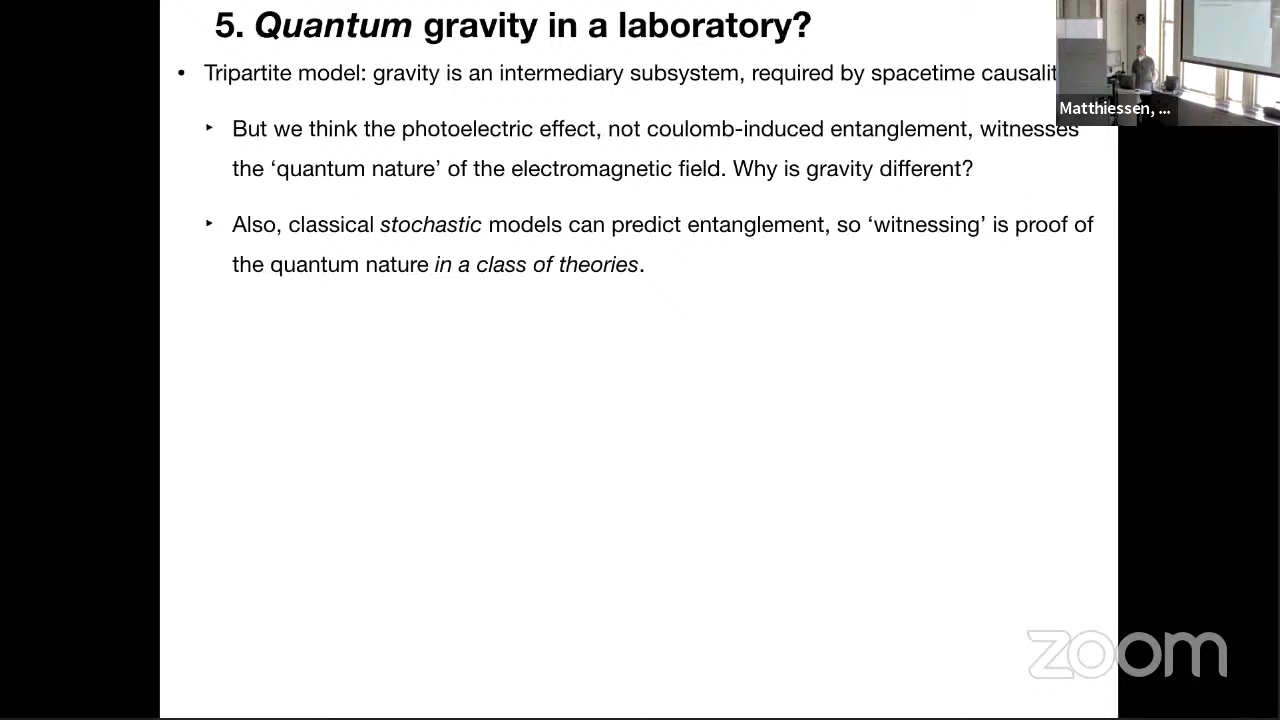 5. Quantum gravity in a laboratory?
• Tripartite model: gravity is an intermediary subsystem, required by spacetime causalit
Matthiessen, ...
‣ But we think the photoelectric effect, not coulomb-induced entanglement, witnesses
the ‘quantum nature’ of the electromagnetic field. Why is gravity different?
‣ Also, classical stochastic models can predict entanglement, so ‘witnessing’ is proof of
the quantum nature in a class of theories.
zoom